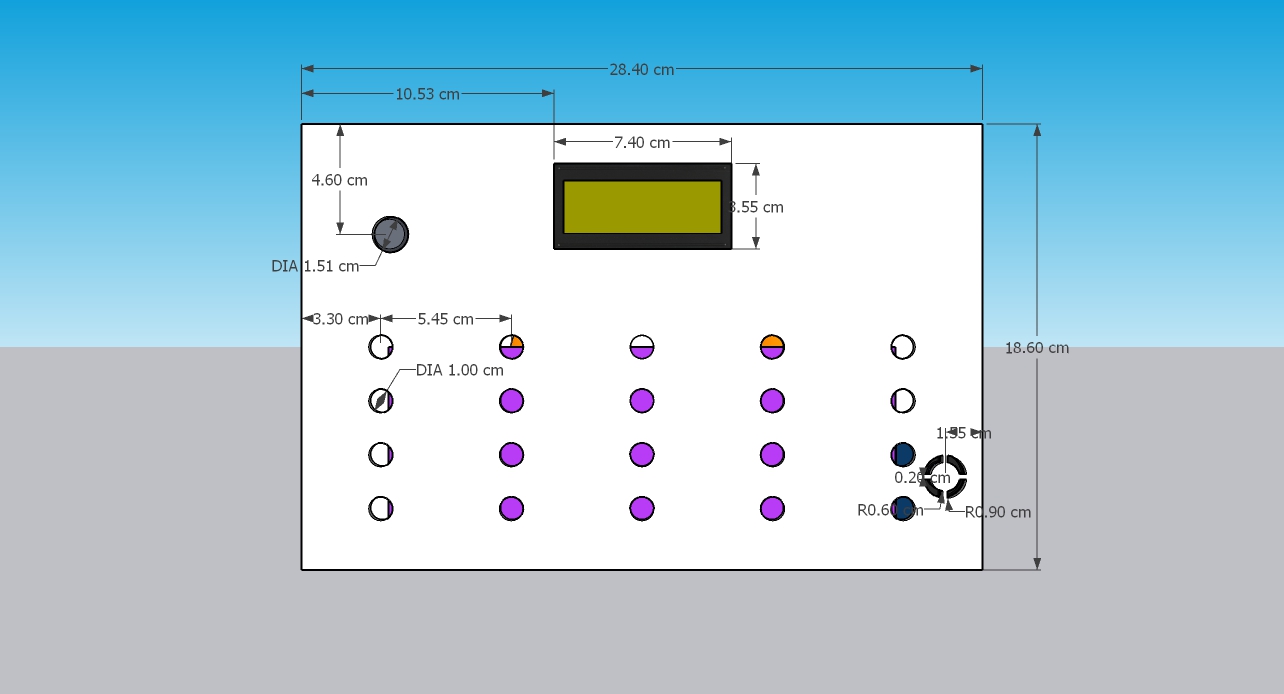 28.40 cm
10.53 cm
7.40 cm
4.60 cm
3.55 cm
DIA 1.51 cm
3.30 cm
5.45 cm
18.60 cm
DIA 1.00 cm
1.55 cm
0.20 cm
R0.60 cm
R0.90 cm